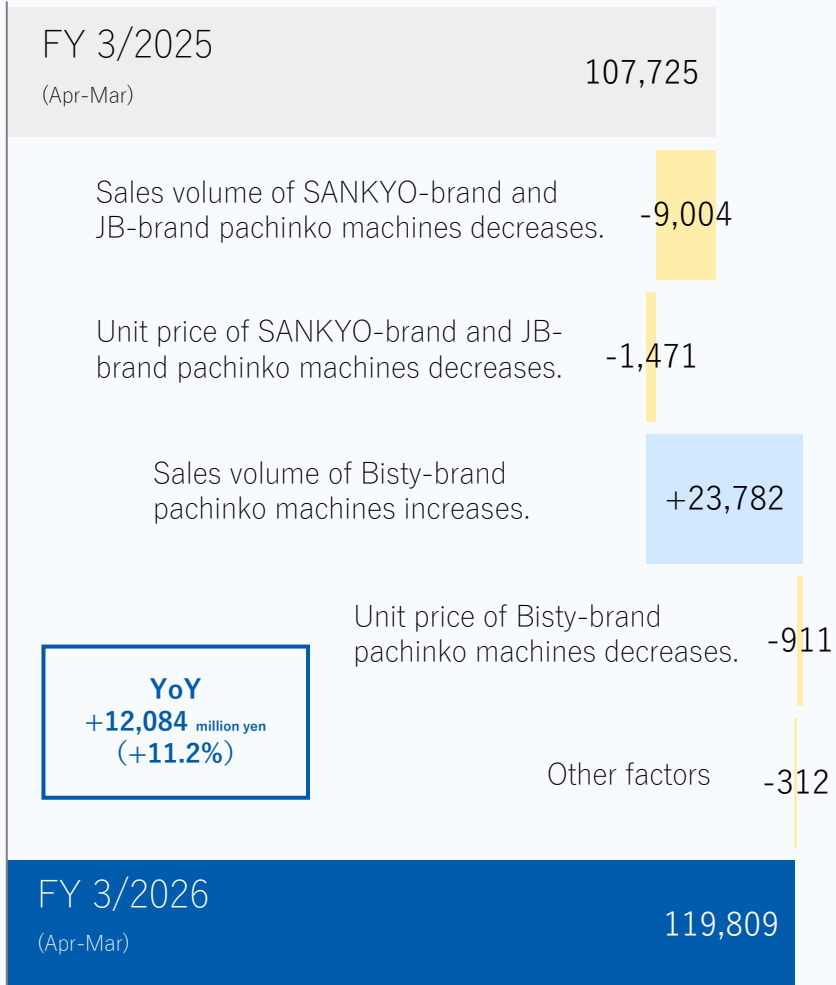 FY 3/2025
(Apr-Mar)
107,725
Sales volume of SANKYO-brand and
JB-brand pachinko machines decreases.
-9,004
Unit price of SANKYO-brand and JB-
brand pachinko machines decreases.
-1,471
Sales volume of Bisty-brand
pachinko machines increases.
+23,782
Unit price of Bisty-brand
pachinko machines decreases.
-911
YoY
+12,084 million yen
(+11.2%)
Other factors
-312
FY 3/2026
(Apr-Mar)
119,809